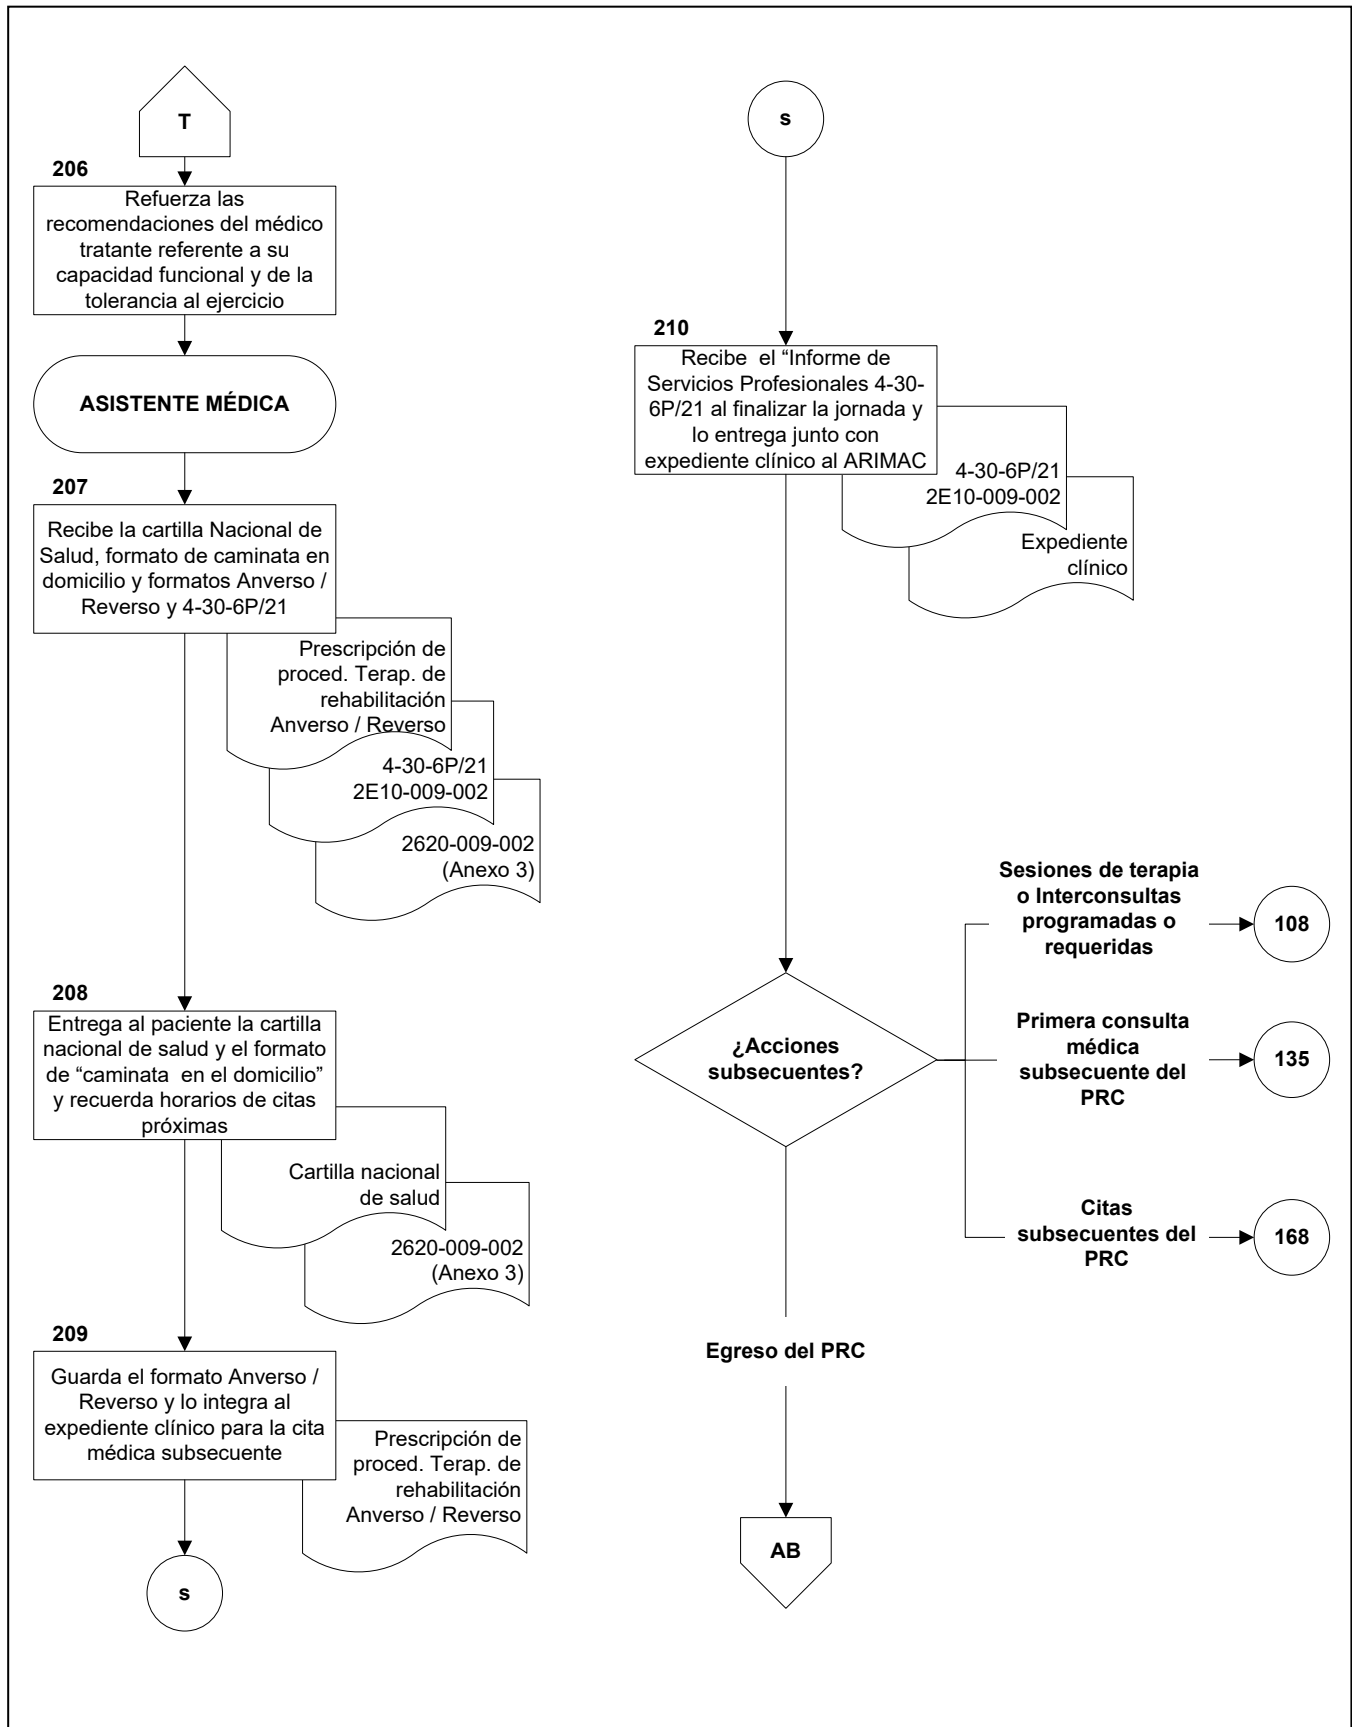 T
206
Refuerza las
recomendaciones del médico
tratante referente a su
capacidad funcional y de la
tolerancia al ejercicio
ASISTENTE MÉDICA
207
Recibe la cartilla Nacional de
Salud, formato de caminata en
domicilio y formatos Anverso /
Reverso y 4-30-6P/21
Prescripción de
proced. Terap. de
rehabilitación
Anverso / Reverso
4-30-6P/21
2E10-009-002
2620-009-002
(Anexo 3)
208
Entrega al paciente la cartilla
nacional de salud y el formato
de “caminata en el domicilio”
y recuerda horarios de citas
próximas
Cartilla nacional
de salud
2620-009-002
(Anexo 3)
209
Guarda el formato Anverso /
Reverso y lo integra al
expediente clínico para la cita
médica subsecuente
Prescripción de
proced. Terap. de
rehabilitación
Anverso / Reverso
s
s
210
Recibe el “Informe de
Servicios Profesionales 4-30-
6P/21 al finalizar la jornada y
lo entrega junto con
expediente clínico al ARIMAC
4-30-6P/21
2E10-009-002
Expediente
clínico
¿Acciones
subsecuentes?
Sesiones de terapia
o Interconsultas
programadas o
requeridas
108
Primera consulta
médica
subsecuente del
PRC
135
Citas
subsecuentes del
PRC
168
Egreso del PRC
AB